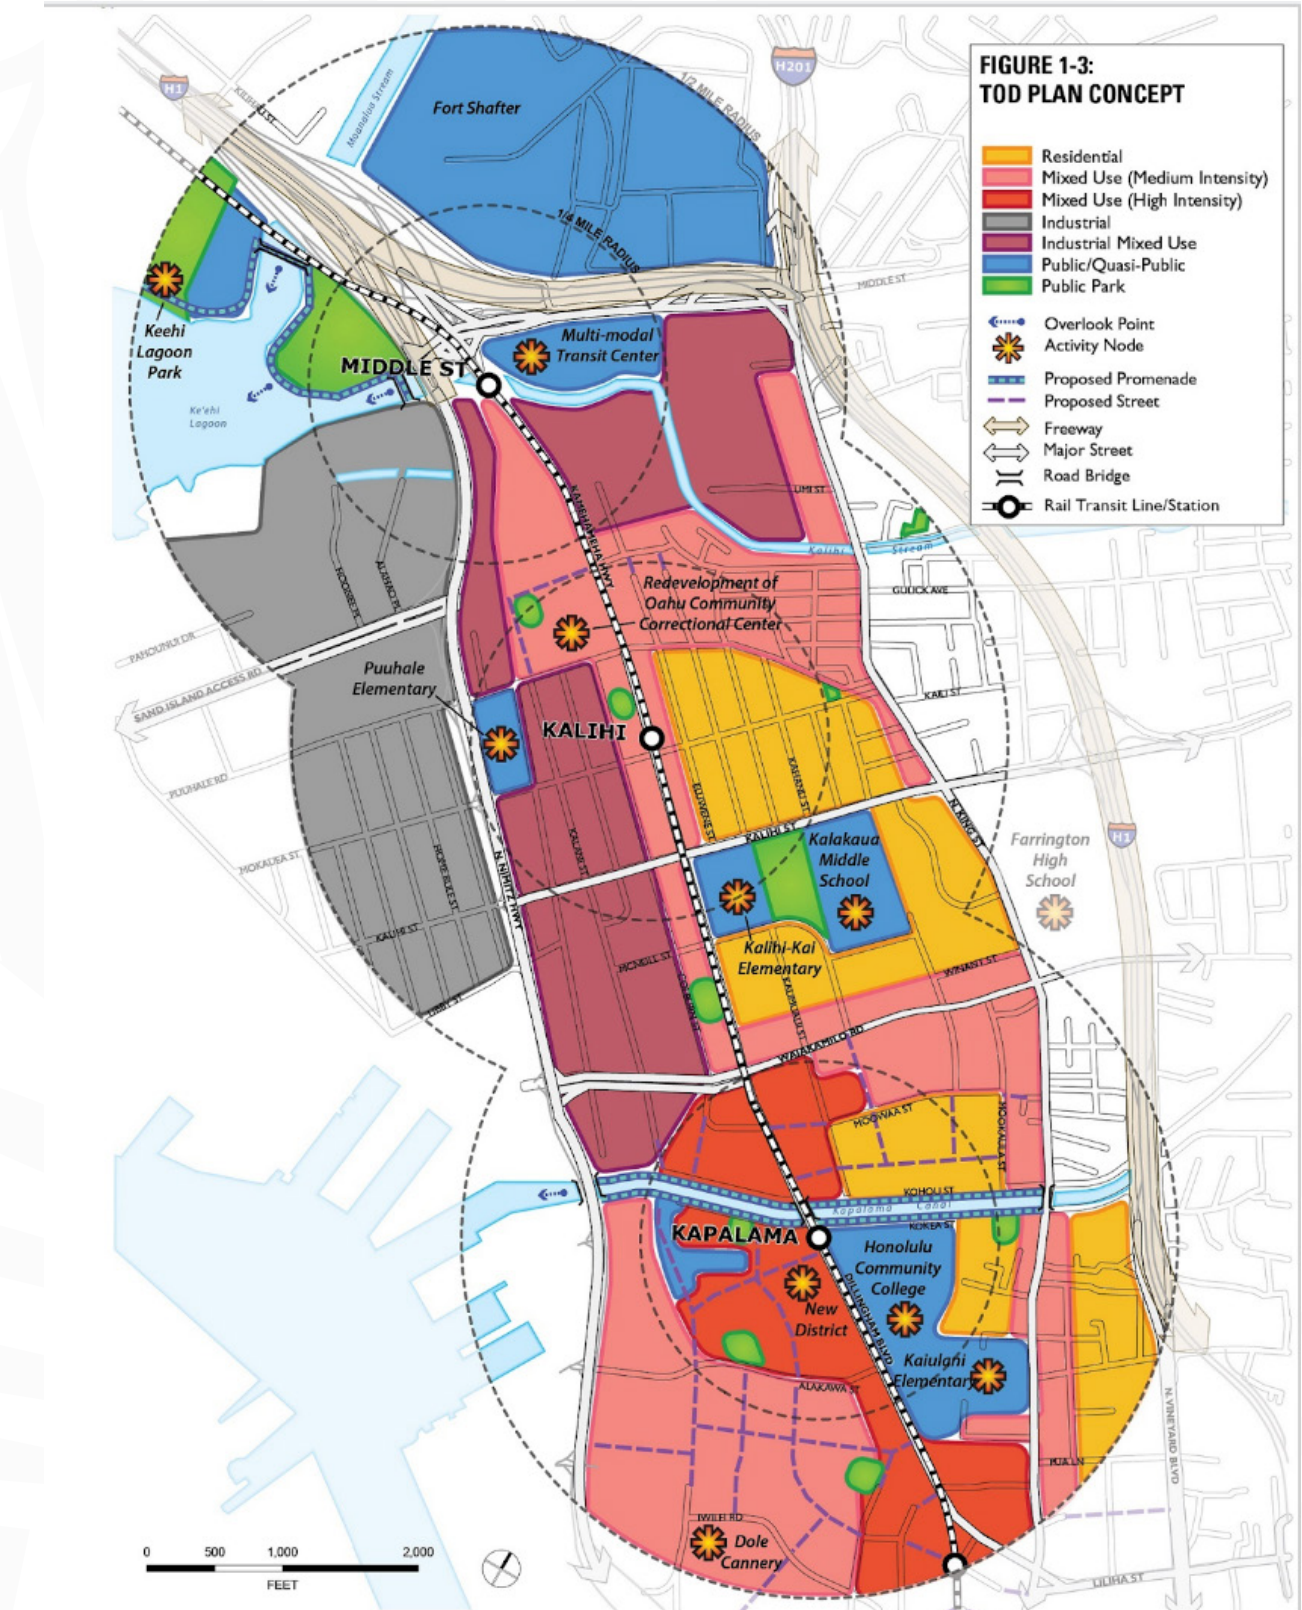 FIGURE 1-3:
TOD PLAN CONCEPT
Residential
Mixed Use (Medium Intensity)
Mixed Use (High Intensity)
Industrial
Industrial Mixed Use
Public/Quasi-Public
Public Park
Overlook Point
Activity Node
Proposed Promenade
Proposed Street
Freeway
Major Street
Road Bridge
Rail Transit Line/Station
H1
H201
Moanalua Stream
Fort Shafter
1/2 MILE RADIUS
1/4 MILE RADIUS
MIDDLE ST
Keehi
Lagoon
Park
Ke'ehi
Lagoon
MIDDLE ST
Multi-modal
Transit Center
UMI ST
Kalihi
Stream
KAMEHAMEHA HWY
GULICK AVE
Redevelopment of
Oahu Community
Correctional Center
PAHOUNUI DR
SAND ISLAND ACCESS RD
Puuhale
Elementary
KALIHI
PUUHALE RD
MOKAUEA ST
KALIHI ST
N. NIMITZ HWY
KALANI ST
KALIHI ST
N. KING ST
Kalakaua
Middle
School
Farrington
High
School
H1
Kalihi-Kai
Elementary
MCNEILL ST
WINANT ST
WAIAKAMILO RD
MOOWAA ST
KOHOU ST
Kapalama Canal
KOKEA S
KAPALAMA
Honolulu
Community
College
DILLINGHAM BLVD
New
District
Kaiulani
Elementary
ALAKAWA ST
PUA LN
N. VINEYARD BLVD
IWILEI RD
Dole
Cannery
LILIHA ST
0 500 1,000 2,000
FEET